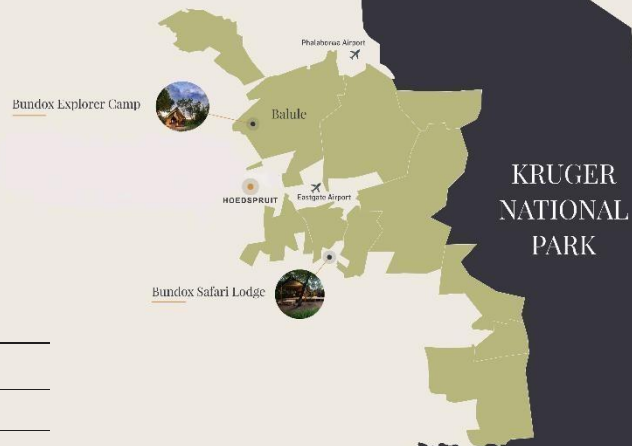 Phalaborwa Airport
Bundox Explorer Camp
Balule
HOEDSPRUIT
Eastgate Airport
KRUGER
NATIONAL
PARK
Bundox Safari Lodge